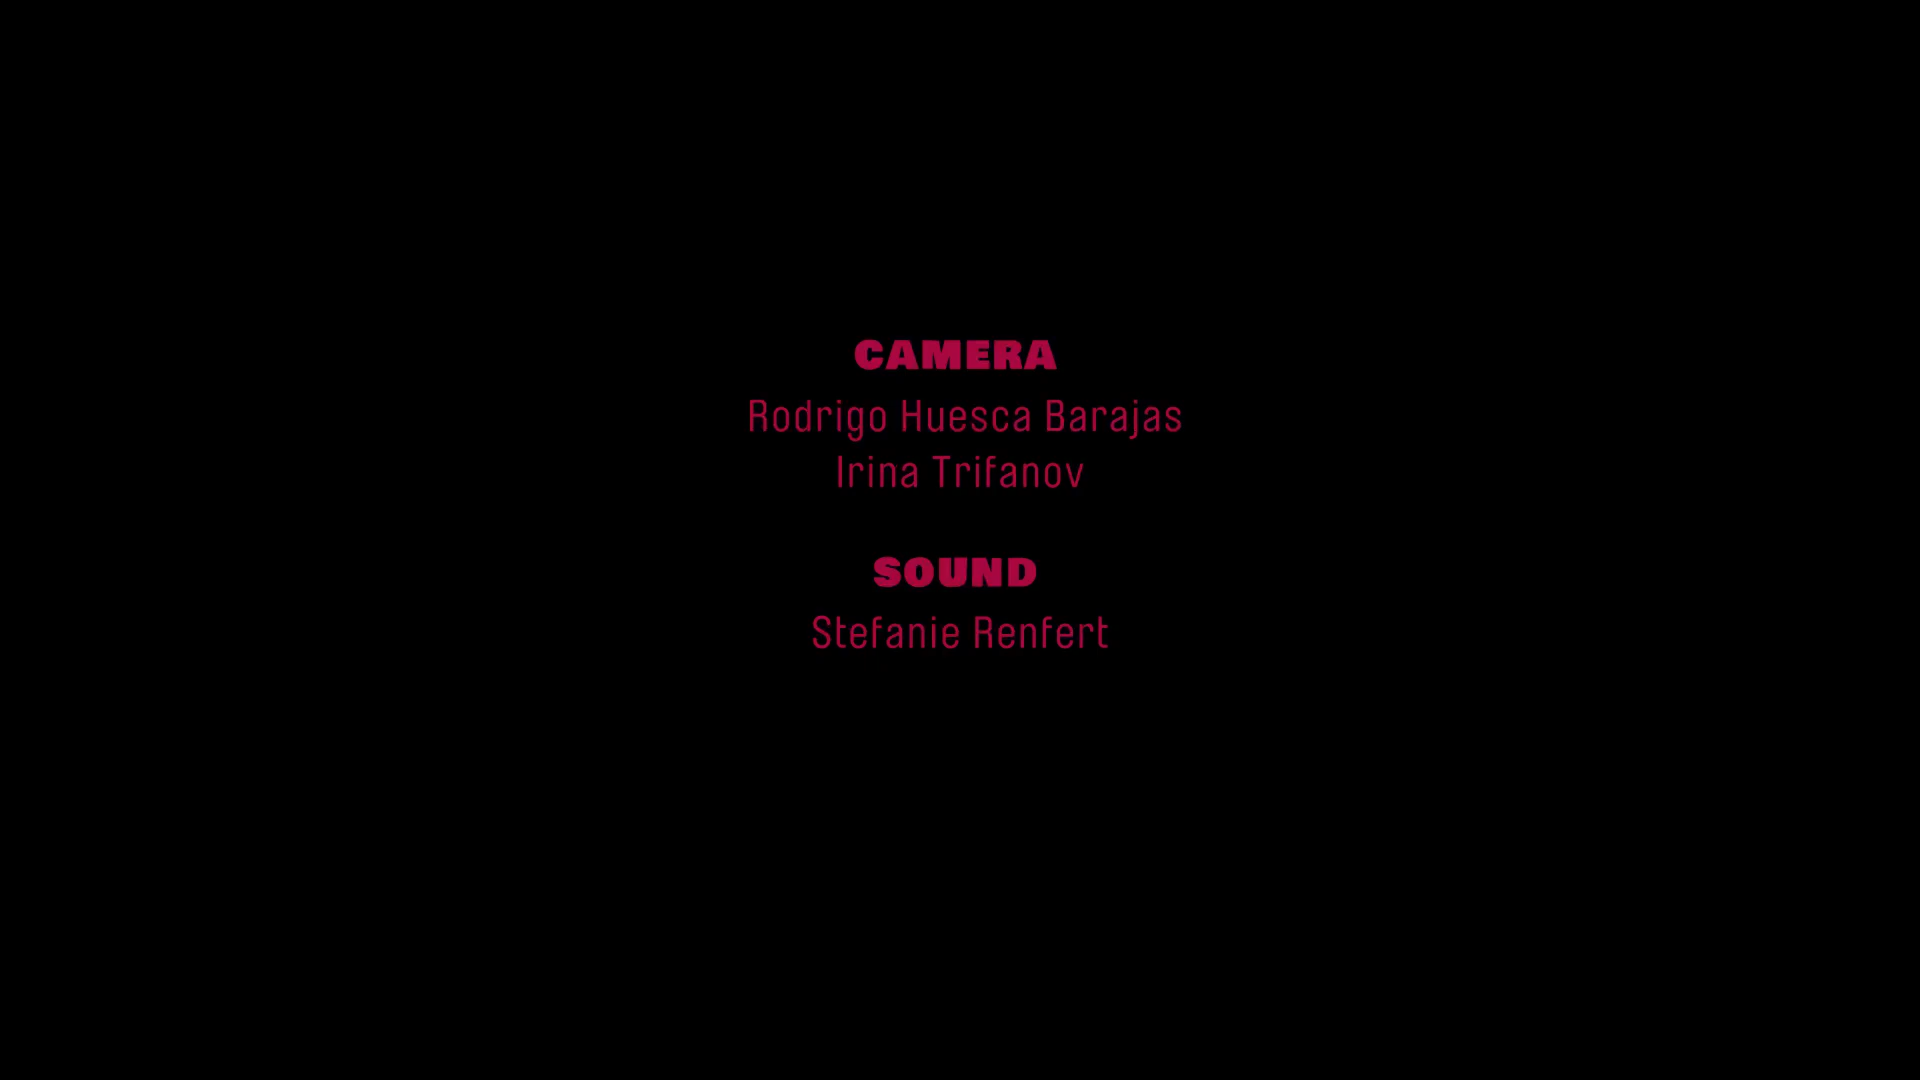 CAMERA
Rodrigo Huesca Barajas
Irina Trifanov
SOUND
Stefanie Renfert